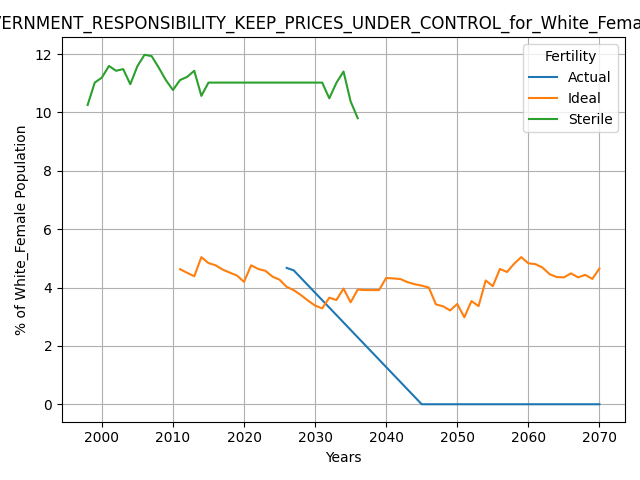 ERNMENT_RESPONSIBILITY_KEEP_PRICES_UNDER_CONTROL_for_White_Fema
Fertility
Actual
Ideal
Sterile
% of White_Female Population
12
10
8
6
4
2
0
2000 2010 2020 2030 2040 2050 2060 2070
Years